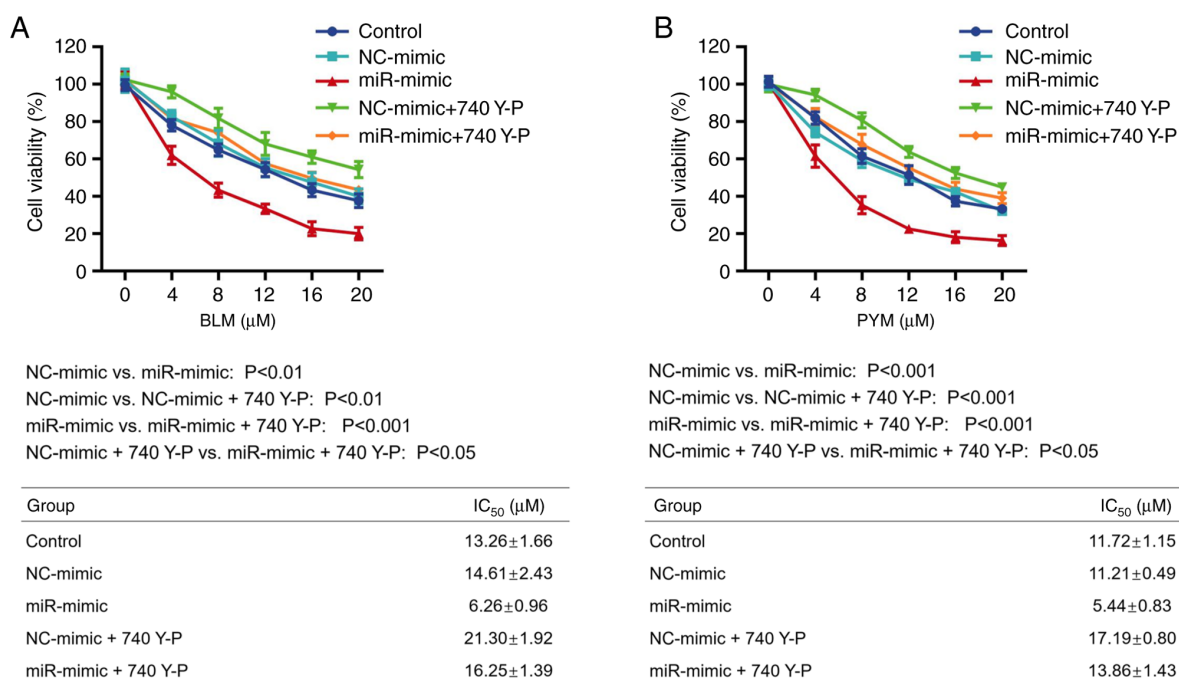 A
Control
NC-mimic
miR-mimic
NC-mimic+740 Y-P
miR-mimic+740 Y-P
Cell viability (%)
120
100
80
60
40
20
0
0 4 8 12 16 20
BLM (μM)
NC-mimic vs. miR-mimic: P<0.01
NC-mimic vs. NC-mimic + 740 Y-P: P<0.01
miR-mimic vs. miR-mimic + 740 Y-P: P<0.001
NC-mimic + 740 Y-P vs. miR-mimic + 740 Y-P: P<0.05
Group IC50 (μM)
Control 13.26±1.66
NC-mimic 14.61±2.43
miR-mimic 6.26±0.96
NC-mimic + 740 Y-P 21.30±1.92
miR-mimic + 740 Y-P 16.25±1.39
B
Control
NC-mimic
miR-mimic
NC-mimic+740 Y-P
miR-mimic+740 Y-P
Cell viability (%)
120
100
80
60
40
20
0
0 4 8 12 16 20
PYM (μM)
NC-mimic vs. miR-mimic: P<0.001
NC-mimic vs. NC-mimic + 740 Y-P: P<0.001
miR-mimic vs. miR-mimic + 740 Y-P: P<0.001
NC-mimic + 740 Y-P vs. miR-mimic + 740 Y-P: P<0.05
Group IC50 (μM)
Control 11.72±1.15
NC-mimic 11.21±0.49
miR-mimic 5.44±0.83
NC-mimic + 740 Y-P 17.19±0.80
miR-mimic + 740 Y-P 13.86±1.43